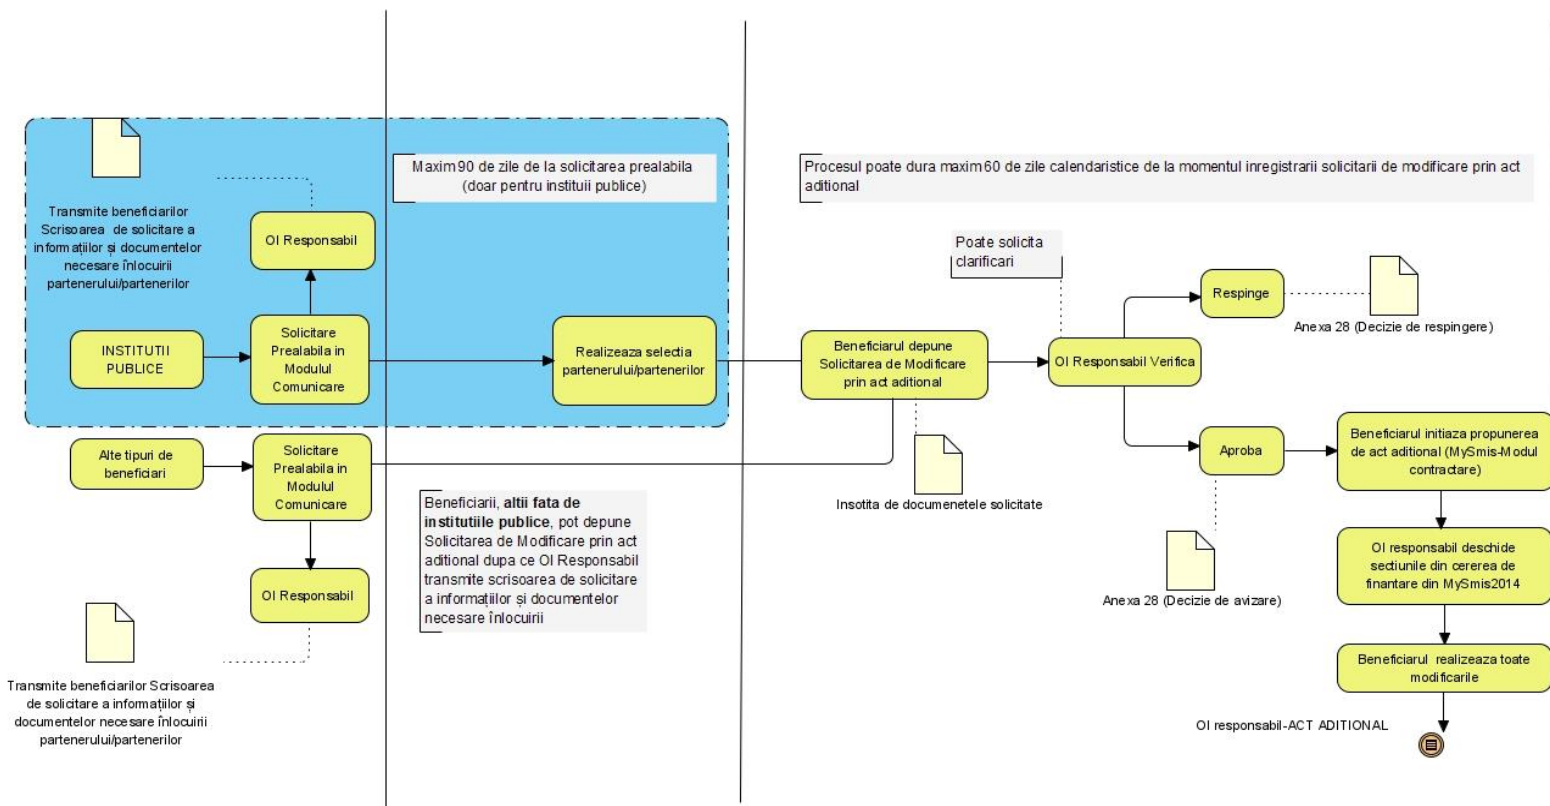 Maxim 90 de zile de la solicitarea prealabila
(doar pentru instituii publice)
Procesul poate dura maxim 60 de zile calendaristice de la momentul inregistrarii solicitarii de modificare prin act
aditional
Transmite beneficiarilor
Scrisoarea de solicitare a
informațiilor și documentelor
necesare înlocuirii
partenerului/partenerilor
OI Responsabil
INSTITUTII
PUBLICE
Solicitare
Prealabila in
Modulul
Comunicare
Realizeaza selectia
partenerului/partenerilor
Beneficiarul depune
Solicitarea de Modificare
prin act aditional
Poate solicita
clarificari
OI Responsabil Verifica
Respinge
Anexa 28 (Decizie de respingere)
Alte tipuri de
beneficiari
Solicitare
Prealabila in
Modulul
Comunicare
Insotita de documenetele solicitate
Aproba
Beneficiarul initiaza propunerea
de act aditional (MySmis-Modul
contractare)
Beneficiarii, altii fata de
institutiile publice, pot depune
Solicitarea de Modificare prin act
aditional dupa ce OI Responsabil
transmite scrisoarea de solicitare
a informațiilor și documentelor
necesare înlocuirii
OI Responsabil
Anexa 28 (Decizie de avizare)
OI responsabil deschide
sectiunile din cererea de
finantare din MySmis2014
Transmite beneficiarilor Scrisoarea
de solicitare a informațiilor și
documentelor necesare înlocuirii
partenerului/partenerilor
Beneficiarul realizeaza toate
modificarile
OI responsabil-ACT ADITIONAL